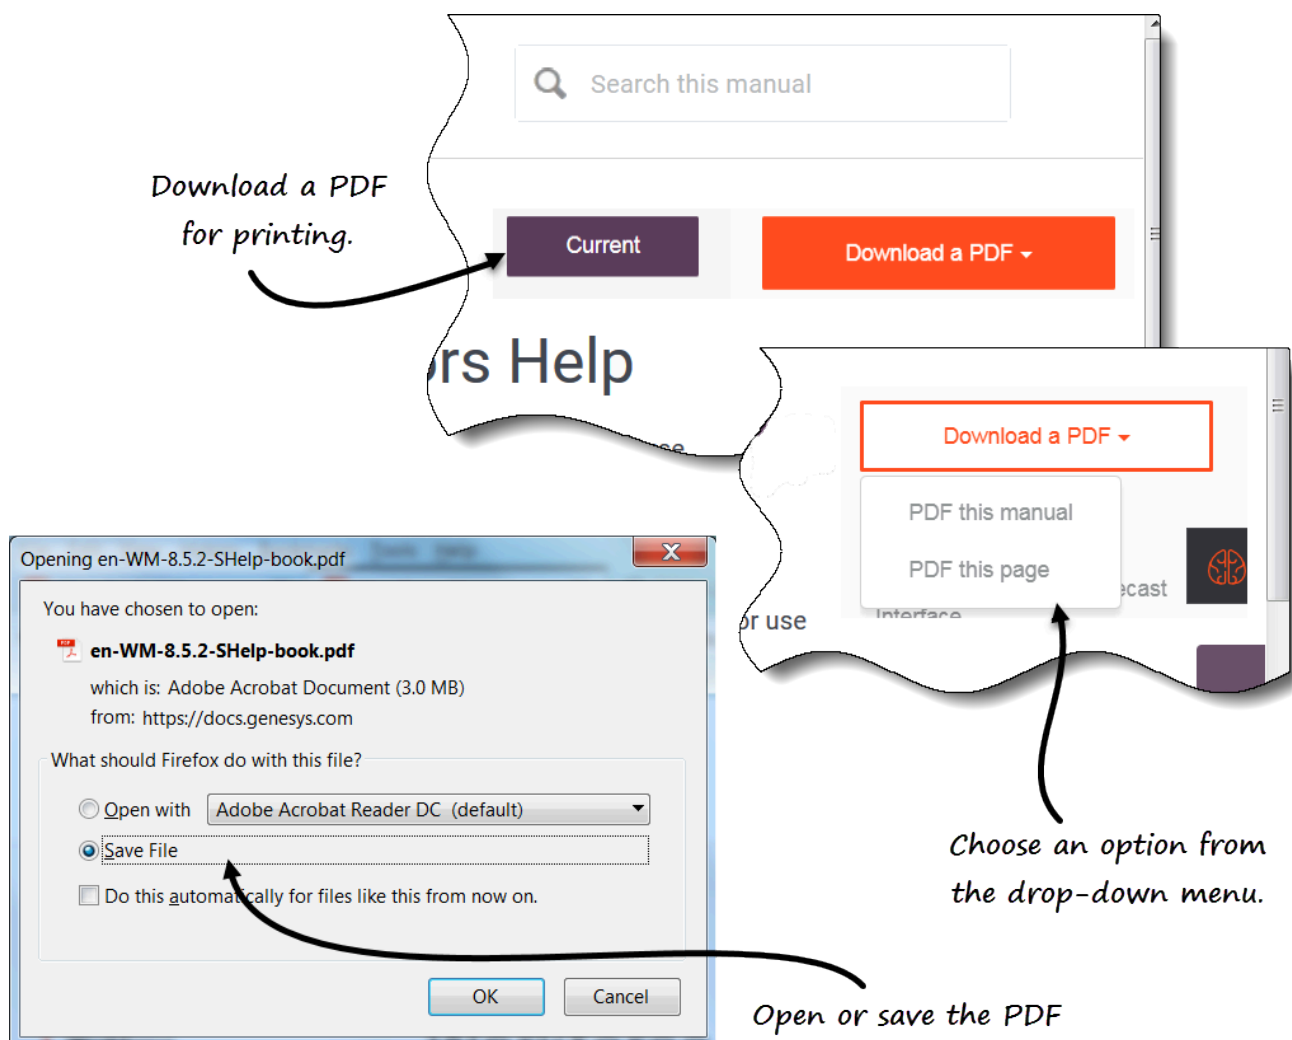 Search this manual
Download a PDF
for printing.
Current
Download a PDF
rs Help
Download a PDF
PDF this manual
PDF this page
ecast
Interface
or use
Opening en-WM-8.5.2-SHelp-book.pdf
You have chosen to open:
en-WM-8.5.2-SHelp-book.pdf
which is: Adobe Acrobat Document (3.0 MB)
from: https://docs.genesys.com
What should Firefox do with this file?
Open with Adobe Acrobat Reader DC (default)
Save File
Do this automatically for files like this from now on.
OK Cancel
Choose an option from
the drop-down menu.
Open or save the PDF